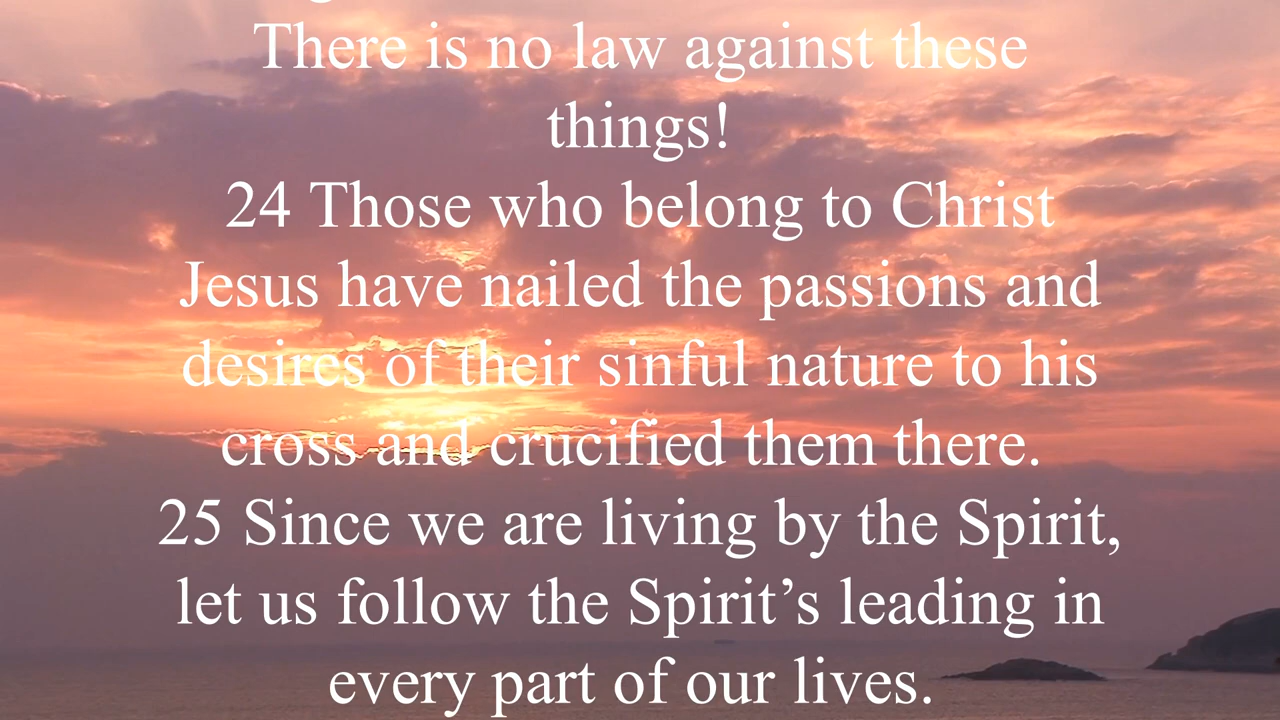 There is no law against these
things!
24 Those who belong to Christ
Jesus have nailed the passions and
desires of their sinful nature to his
cross and crucified them there.
25 Since we are living by the Spirit,
let us follow the Spirit’s leading in
every part of our lives.